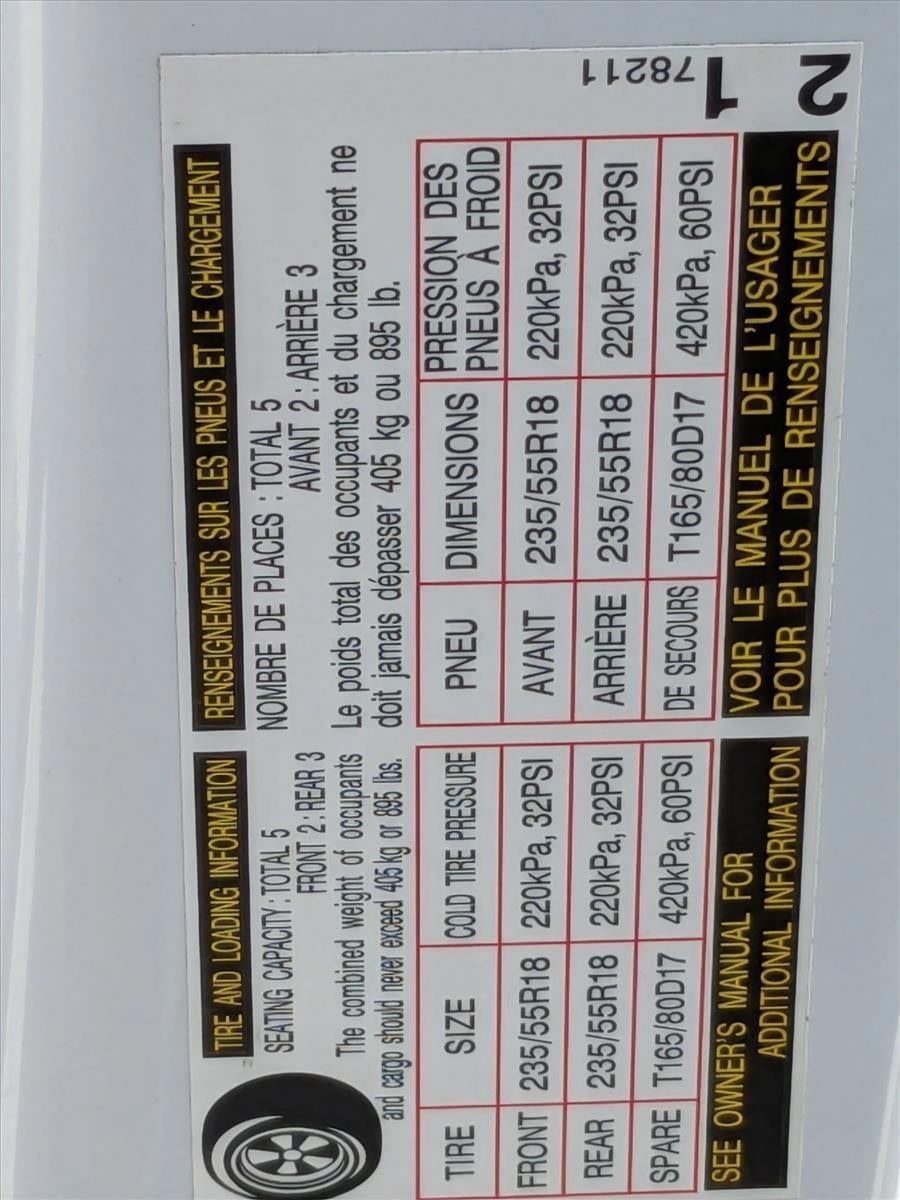 TIRE AND LOADING INFORMATION
SEATING CAPACITY : TOTAL 5
FRONT 2 : REAR 3
The combined weight of occupants
and cargo should never exceed 405 kg or 895 lbs.
TIRE SIZE COLD TIRE PRESSURE
FRONT 235/55R18 220kPa, 32PSI
REAR 235/55R18 220kPa, 32PSI
SPARE T165/80D17 420kPa, 60PSI
SEE OWNER'S MANUAL FOR
ADDITIONAL INFORMATION
RENSEIGNEMENTS SUR LES PNEUS ET LE CHARGEMENT
NOMBRE DE PLACES : TOTAL 5
AVANT 2 : ARRIÈRE 3
Le poids total des occupants et du chargement ne
doit jamais dépasser 405 kg ou 895 lb.
PNEU DIMENSIONS PRESSION DES
PNEUS À FROID
AVANT 235/55R18 220kPa, 32PSI
ARRIÈRE 235/55R18 220kPa, 32PSI
DE SECOURS T165/80D17 420kPa, 60PSI
VOIR LE MANUEL DE L'USAGER
POUR PLUS DE RENSEIGNEMENTS
78211
1
2